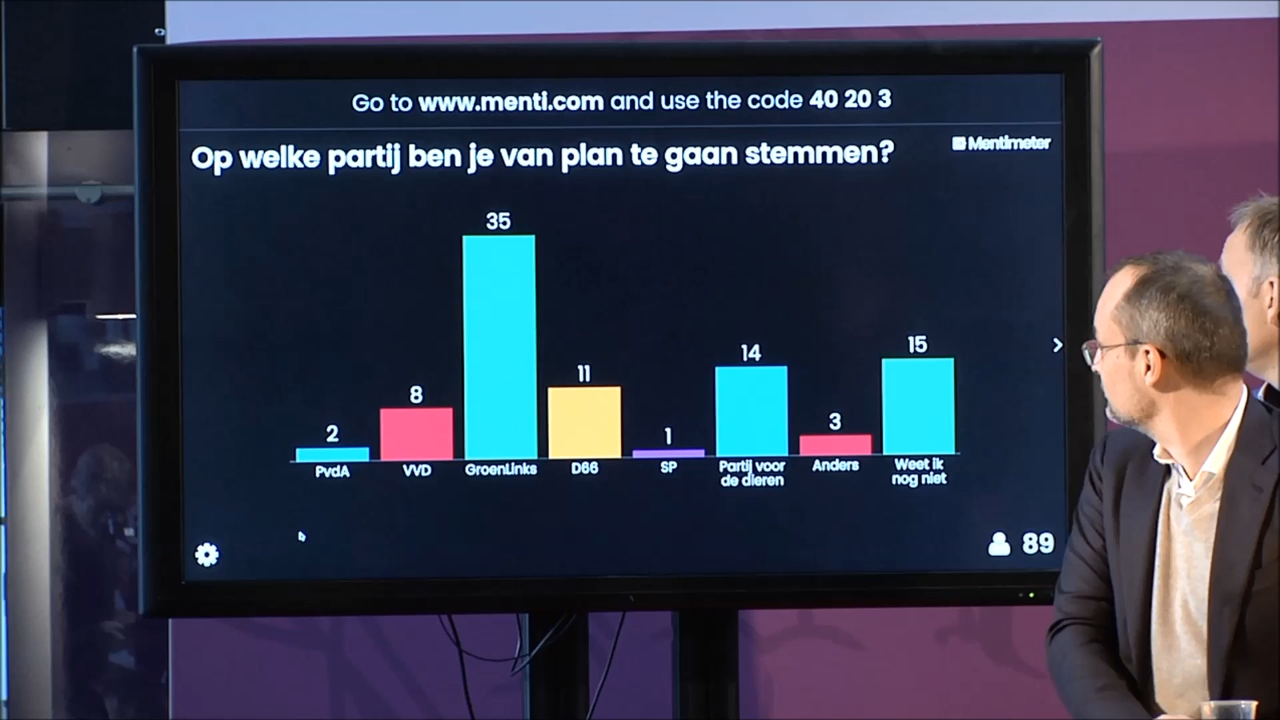 Go to www.menti.com and use the code 40 20 3
Op welke partij ben je van plan te gaan stemmen?
Mentimeter
35
15
14
11
8
3
2
1
PvdA
VVD
GroenLinks
D66
SP
Partij voor
de dieren
Anders
Weet ik
nog niet
89